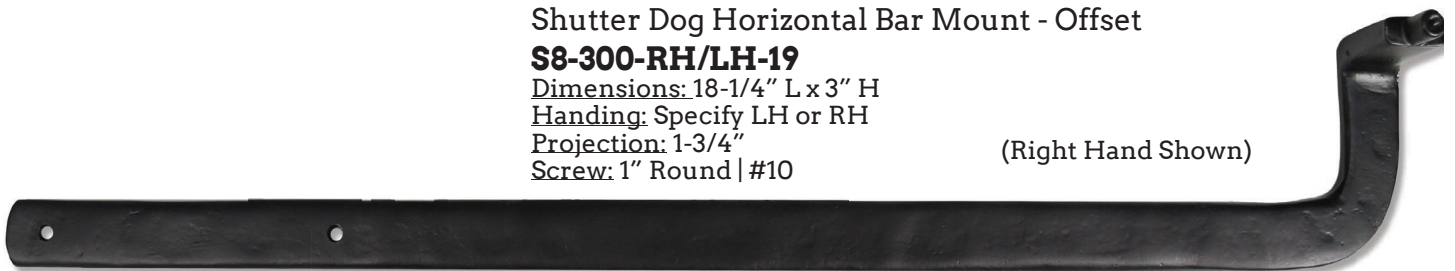 Shutter Dog Horizontal Bar Mount - Offset
S8-300-RH/LH-19
Dimensions: 18-1/4” L x 3” H
Handing: Specify LH or RH
Projection: 1-3/4”
(Right Hand Shown)
Screw: 1” Round | #10